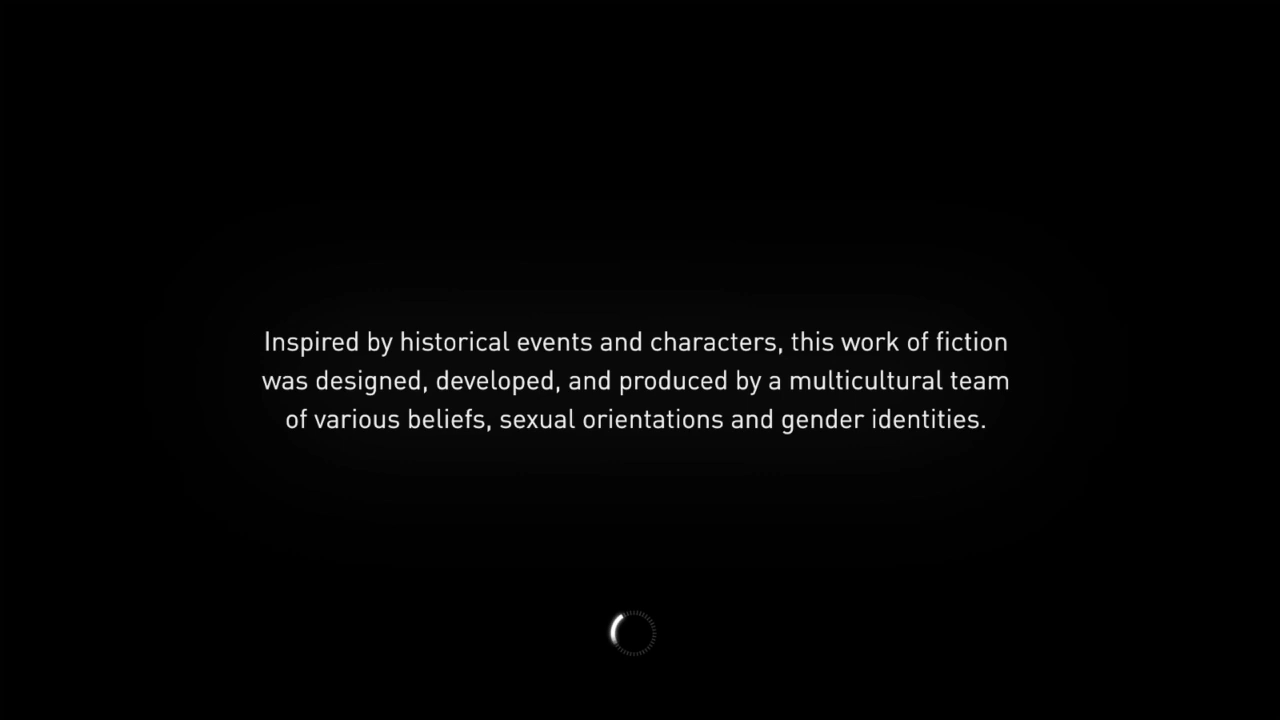 Inspired by historical events and characters, this work of fiction
was designed, developed, and produced by a multicultural team
of various beliefs, sexual orientations and gender identities.